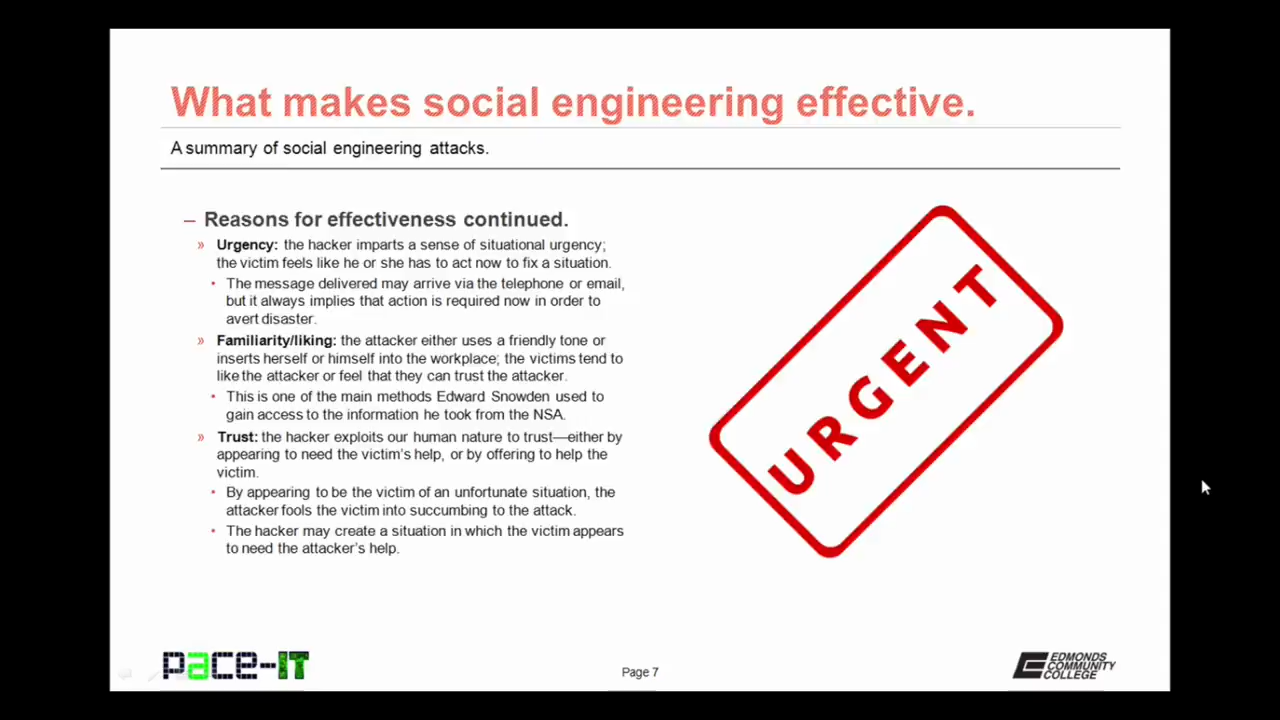 What makes social engineering effective.
A summary of social engineering attacks.
– Reasons for effectiveness continued.
» Urgency: the hacker imparts a sense of situational urgency;
the victim feels like he or she has to act now to fix a situation.
• The message delivered may arrive via the telephone or email,
but it always implies that action is required now in order to
avert disaster.
» Familiarity/liking: the attacker either uses a friendly tone or
inserts herself or himself into the workplace; the victims tend to
like the attacker or feel that they can trust the attacker.
• This is one of the main methods Edward Snowden used to
gain access to the information he took from the NSA.
» Trust: the hacker exploits our human nature to trust—either by
appearing to need the victim's help, or by offering to help the
victim.
• By appearing to be the victim of an unfortunate situation, the
attacker fools the victim into succumbing to the attack.
• The hacker may create a situation in which the victim appears
to need the attacker's help.
URGENT
pace-IT
Page 7
EDMONDS
COMMUNITY
COLLEGE